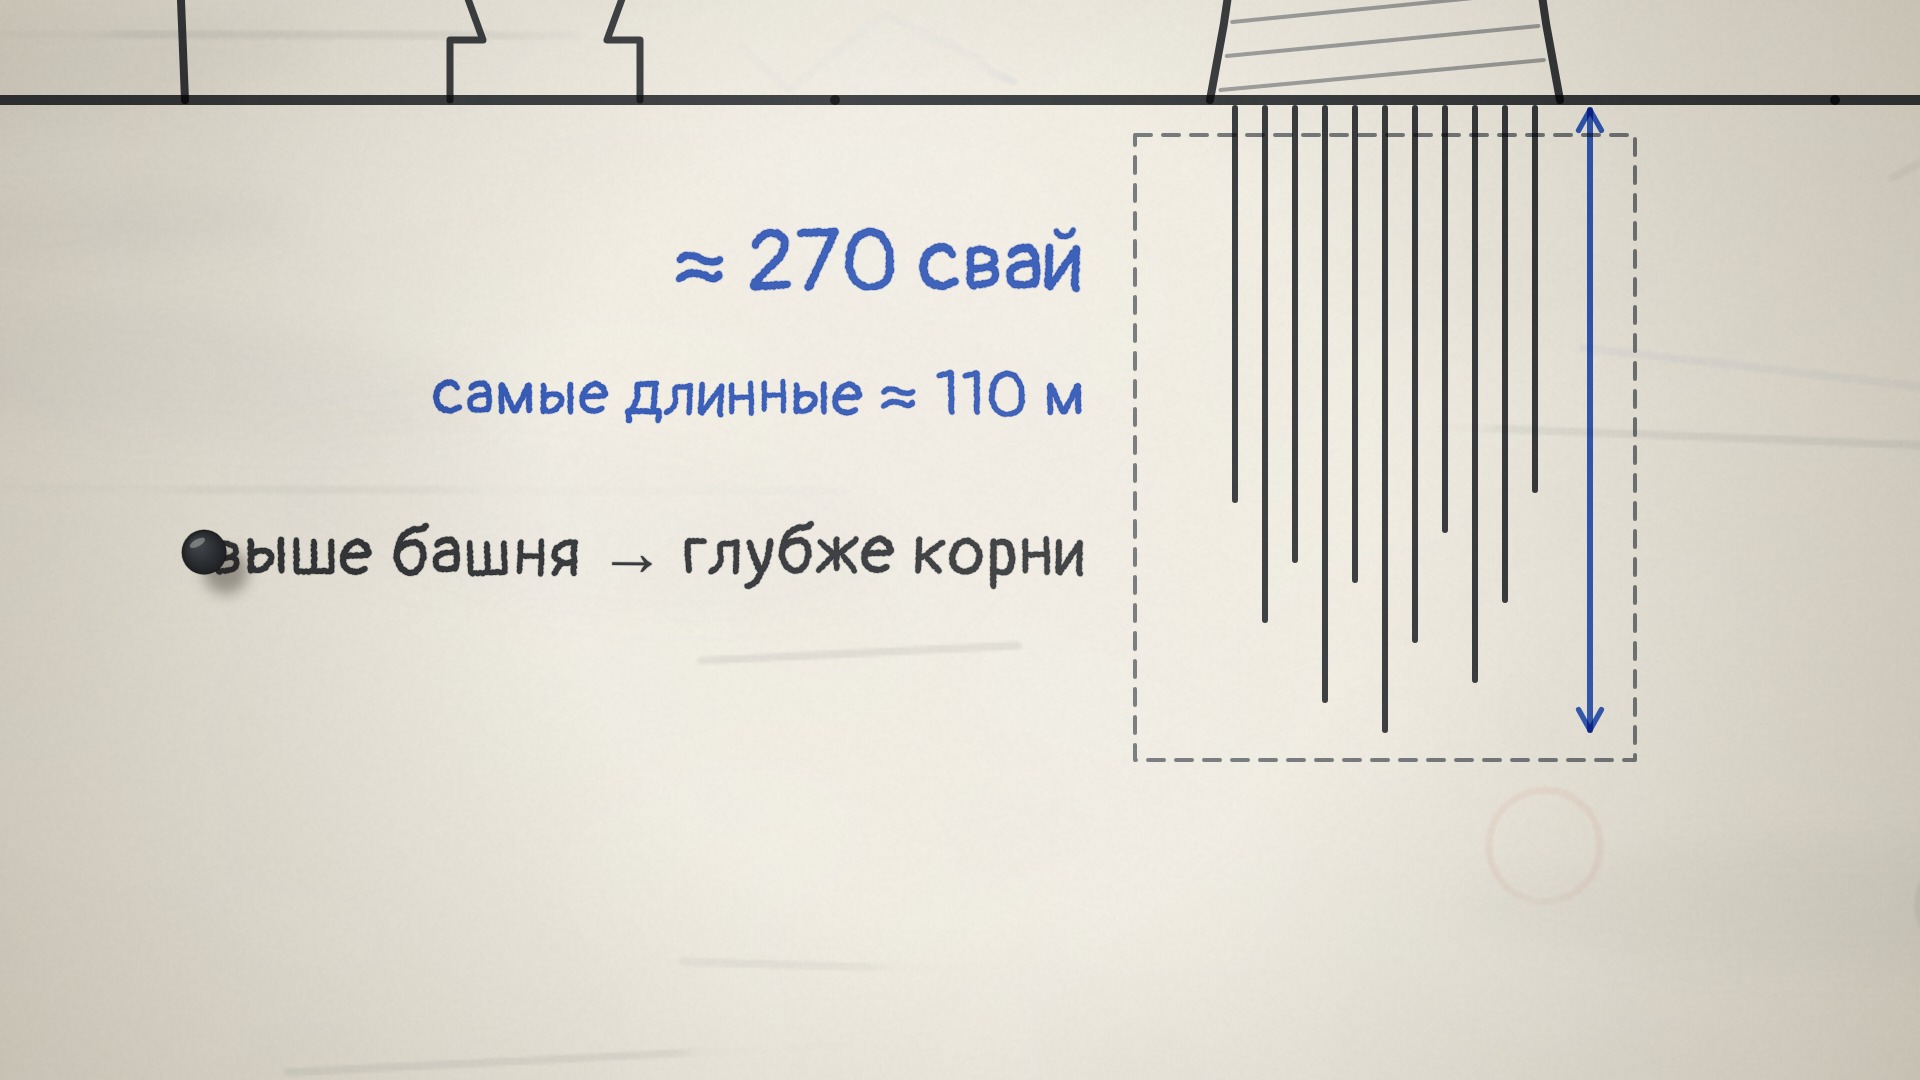 ≈ 270 свай
самые длинные ≈ 110 м
выше башня → глубже корни